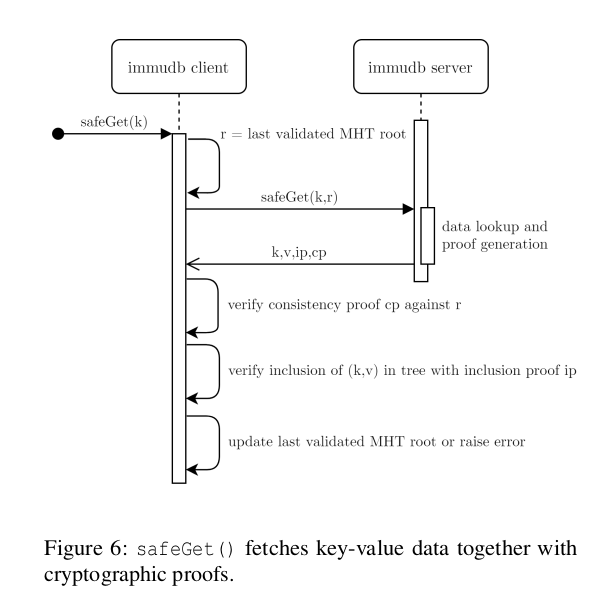 immudb client
immudb server
safeGet(k)
r = last validated MHT root
safeGet(k,r)
data lookup and
proof generation
k,v,ip,cp
verify consistency proof cp against r
verify inclusion of (k,v) in tree with inclusion proof ip
update last validated MHT root or raise error
Figure 6: safeGet() fetches key-value data together with
cryptographic proofs.